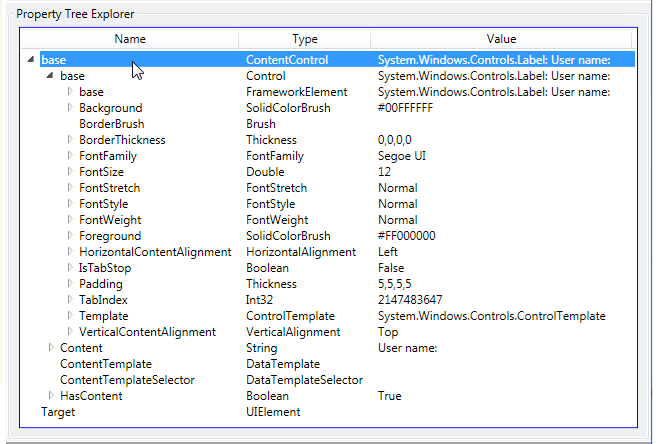 Property Tree Explorer
Name Type Value
base ContentControl System.Windows.Controls.Label: User name:
base Control System.Windows.Controls.Label: User name:
base FrameworkElement System.Windows.Controls.Label: User name:
Background SolidColorBrush #00FFFFFF
BorderBrush Brush
BorderThickness Thickness 0,0,0,0
FontFamily FontFamily Segoe UI
FontSize Double 12
FontStretch FontStretch Normal
FontStyle FontStyle Normal
FontWeight FontWeight Normal
Foreground SolidColorBrush #FF000000
HorizontalContentAlignment HorizontalAlignment Left
IsTabStop Boolean False
Padding Thickness 5,5,5,5
TabIndex Int32 2147483647
Template ControlTemplate System.Windows.Controls.ControlTemplate
VerticalContentAlignment VerticalAlignment Top
Content String User name:
ContentTemplate DataTemplate
ContentTemplateSelector DataTemplateSelector
HasContent Boolean True
Target UIElement